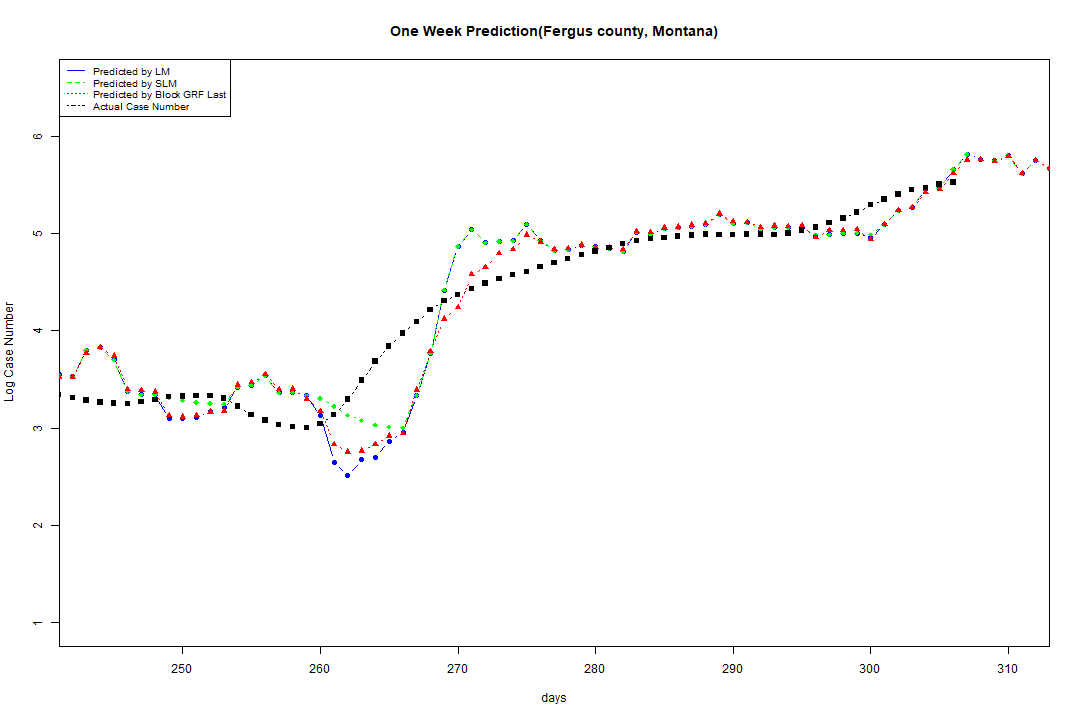 One Week Prediction(Fergus county, Montana)
Predicted by LM
Predicted by SLM
Predicted by Block GRF Last
Actual Case Number
6
5
4
3
2
1
Log Case Number
250 260 270 280 290 300 310
days